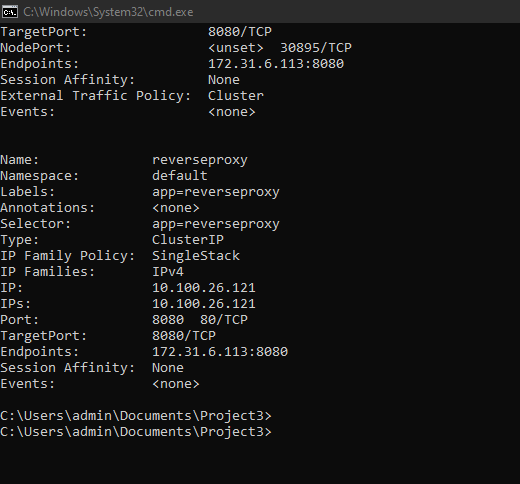 C:\Windows\System32\cmd.exe
TargetPort: 8080/TCP
NodePort: <unset> 30895/TCP
Endpoints: 172.31.6.113:8080
Session Affinity: None
External Traffic Policy: Cluster
Events: <none>
Name: reverseproxy
Namespace: default
Labels: app=reverseproxy
Annotations: <none>
Selector: app=reverseproxy
Type: ClusterIP
IP Family Policy: SingleStack
IP Families: IPv4
IP: 10.100.26.121
IPs: 10.100.26.121
Port: 8080 80/TCP
TargetPort: 8080/TCP
Endpoints: 172.31.6.113:8080
Session Affinity: None
Events: <none>
C:\Users\admin\Documents\Project3>
C:\Users\admin\Documents\Project3>